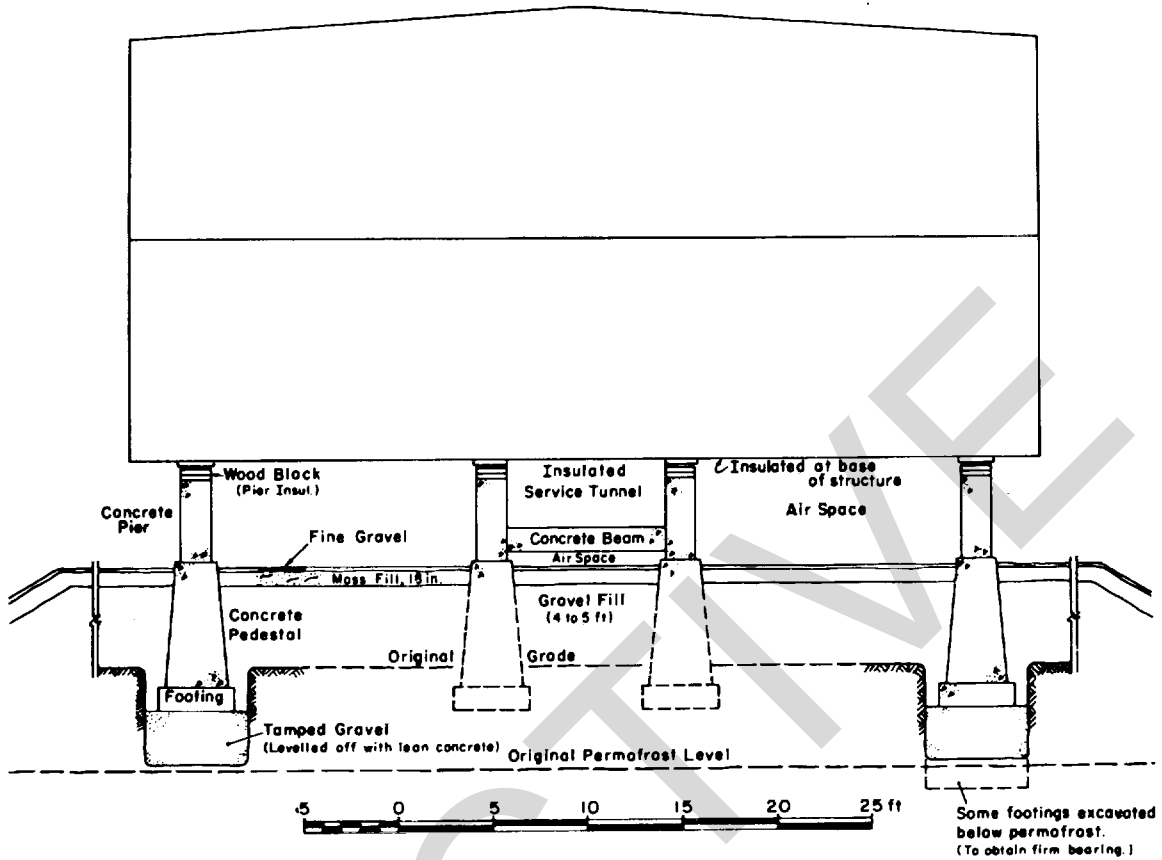 Wood Block
(Pier Insul.)
Insulated
Service Tunnel
Insulated at base
of structure
Air Space
Concrete
Pier
Fine Gravel
Concrete Beam
Air Space
Moss Fill, 18 in.
Gravel Fill
(4 to 5 ft)
Concrete
Pedestal
Original Grade
Footing
Tamped Gravel
(Levelled off with lean concrete)
Original Permafrost Level
5 0 5 10 15 20 25 ft
Some footings excavated
below permafrost.
(To obtain firm bearing.)